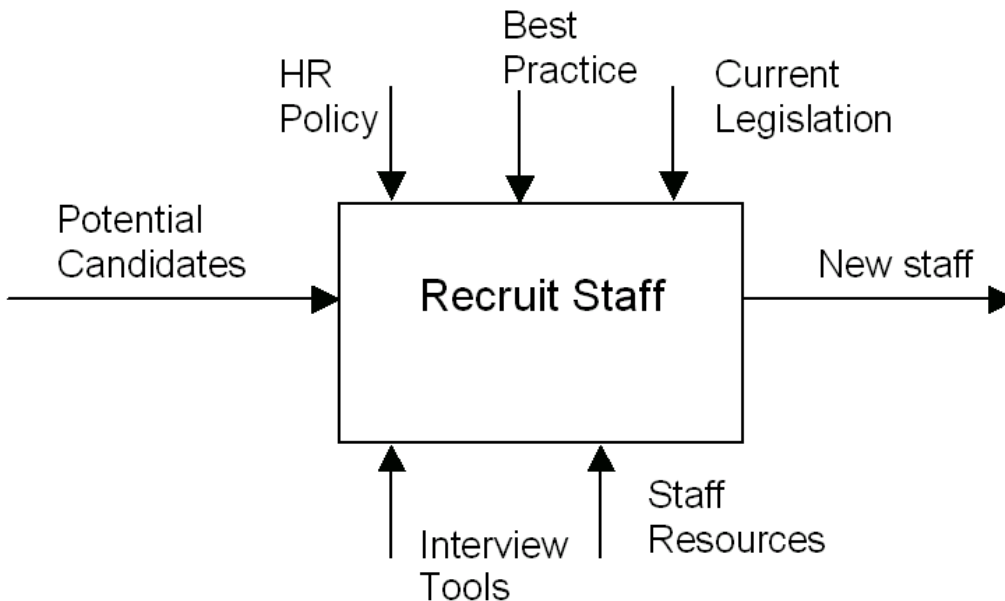 Best
Practice
HR
Policy
Current
Legislation
Potential
Candidates
Recruit Staff
New staff
Interview
Tools
Staff
Resources